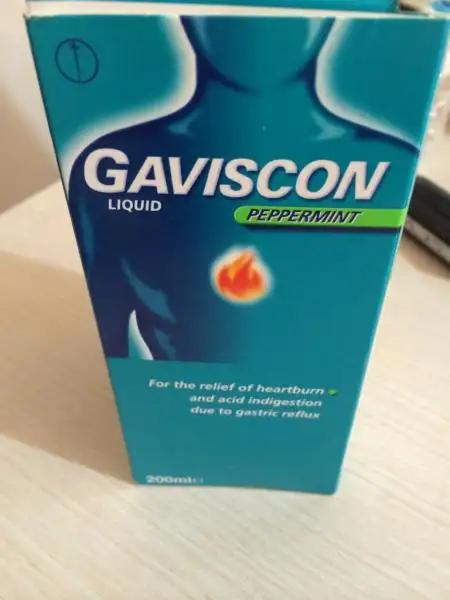 GAVISCON
LIQUID
PEPPERMINT
For the relief of heartburn
and acid indigestion
due to gastric reflux
200ml℮